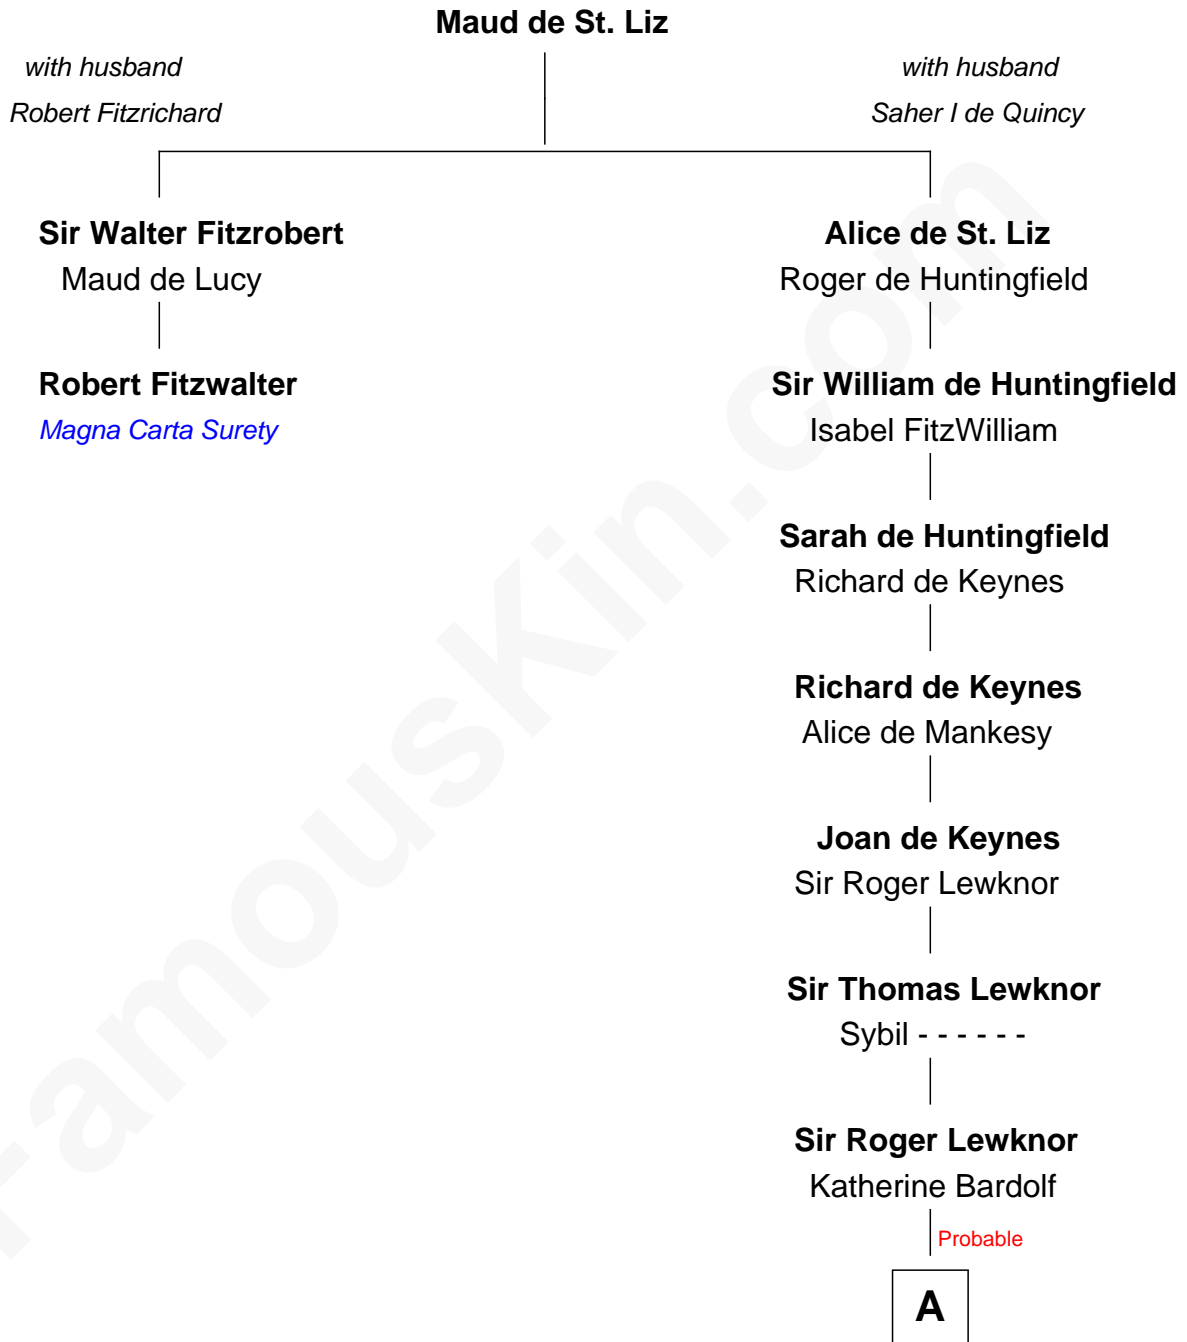 Maud de St. Liz
with husband
Robert Fitzrichard
with husband
Saher I de Quincy
Sir Walter Fitzrobert
Maud de Lucy
Alice de St. Liz
Roger de Huntingfield
Robert Fitzwalter
Magna Carta Surety
Sir William de Huntingfield
Isabel FitzWilliam
Sarah de Huntingfield
Richard de Keynes
Richard de Keynes
Alice de Mankesy
Joan de Keynes
Sir Roger Lewknor
Sir Thomas Lewknor
Sybil - - - - - -
Sir Roger Lewknor
Katherine Bardolf
Probable
A
FamousKin.com